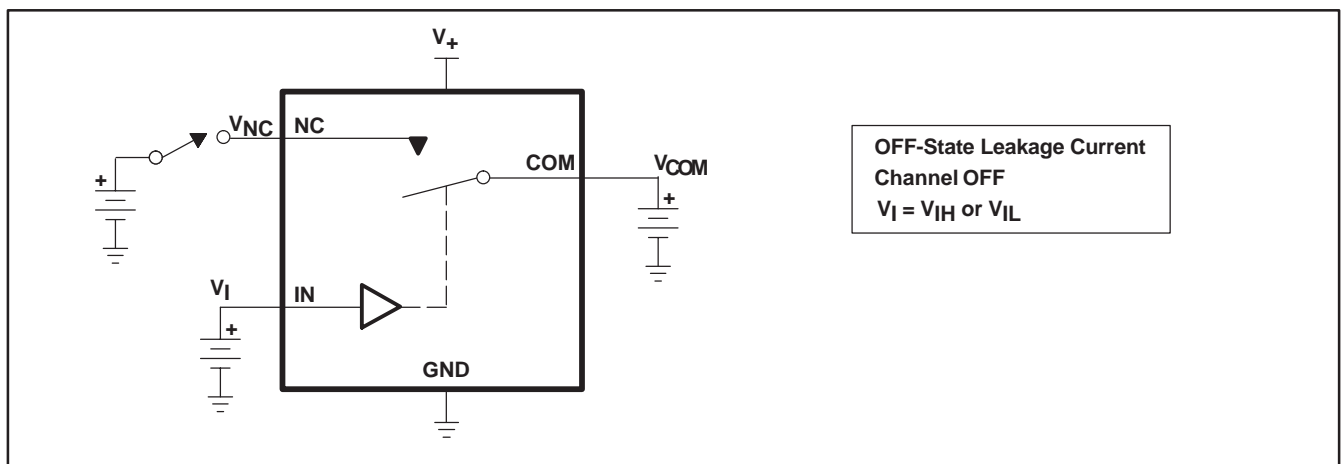 V+
VNC NC
COM VCOM
+
+
VI IN
+
GND
OFF-State Leakage Current
Channel OFF
VI = VIH or VIL